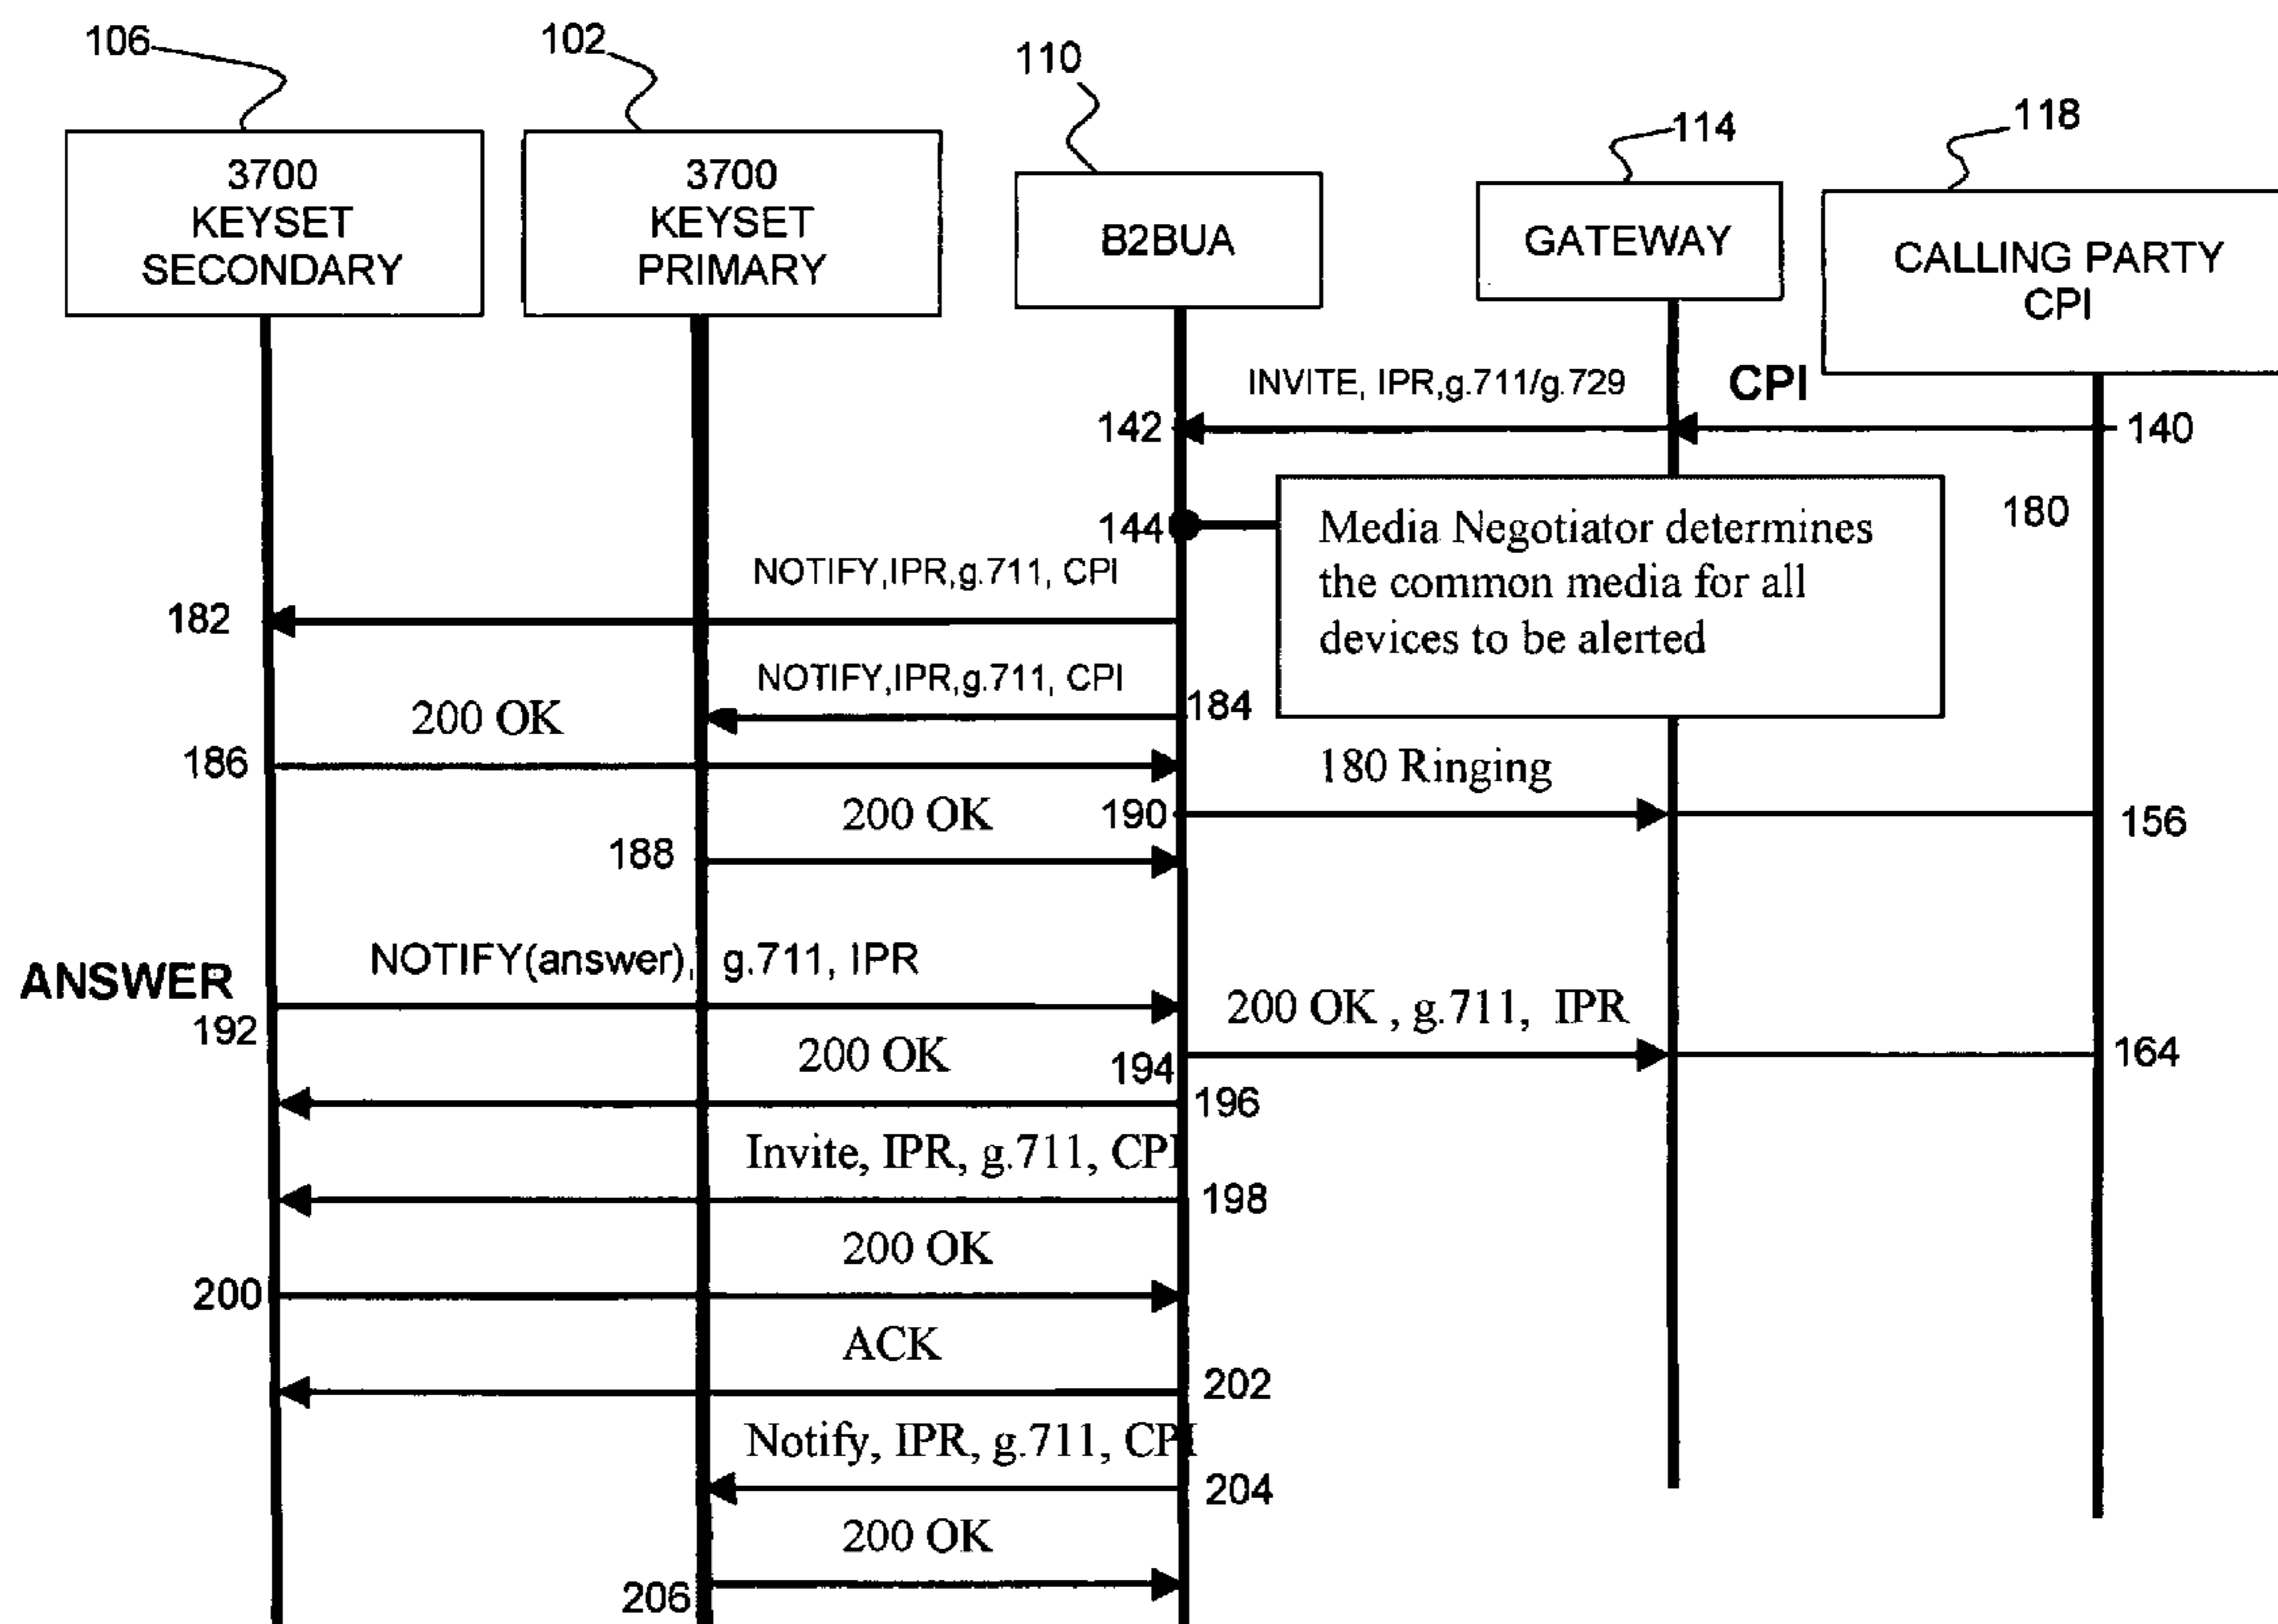 106
102
110
114
118
3700
KEYSET
SECONDARY
3700
KEYSET
PRIMARY
B2BUA
GATEWAY
CALLING PARTY
CPI
INVITE, IPR,g.711/g.729
CPI
142
140
144
Media Negotiator determines
the common media for all
devices to be alerted
180
NOTIFY,IPR,g.711, CPI
182
NOTIFY,IPR,g.711, CPI
184
200 OK
186
180 Ringing
200 OK
190
156
188
NOTIFY(answer), g.711, IPR
ANSWER
192
200 OK , g.711, IPR
200 OK
194
164
196
Invite, IPR, g.711, CPI
198
200 OK
200
ACK
202
Notify, IPR, g.711, CPI
204
200 OK
206